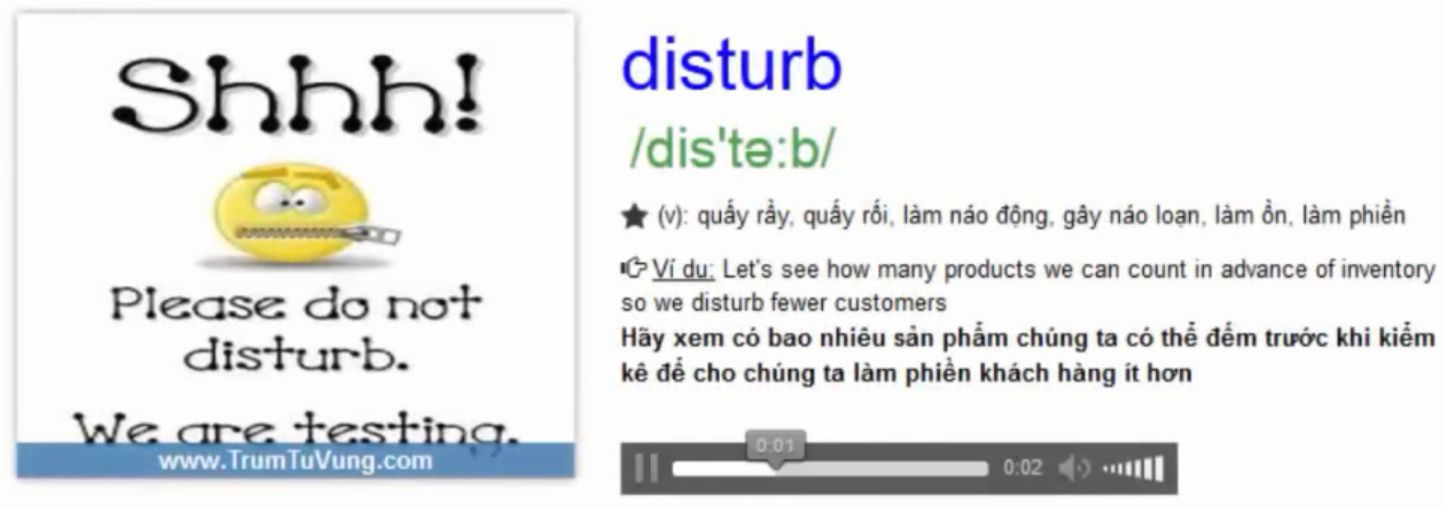 Shhh!
Please do not
disturb.
We are testing.
www.TrumTuVung.com
disturb
/dis'tə:b/
(v): quấy rầy, quấy rối, làm náo động, gây náo loạn, làm ồn, làm phiền
Ví dụ: Let's see how many products we can count in advance of inventory
so we disturb fewer customers
Hãy xem có bao nhiêu sản phẩm chúng ta có thể đếm trước khi kiểm
kê để cho chúng ta làm phiền khách hàng ít hơn
0:01
0:02